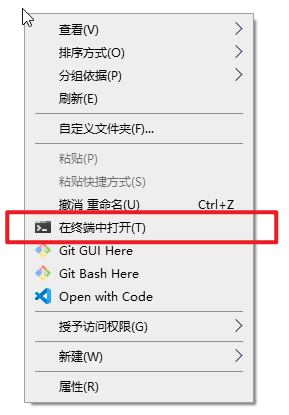 查看(V)
排序方式(O)
分组依据(P)
刷新(E)
自定义文件夹(F)...
粘贴(P)
粘贴快捷方式(S)
撤消 重命名(U) Ctrl+Z
在终端中打开(T)
Git GUI Here
Git Bash Here
Open with Code
授予访问权限(G)
新建(W)
属性(R)